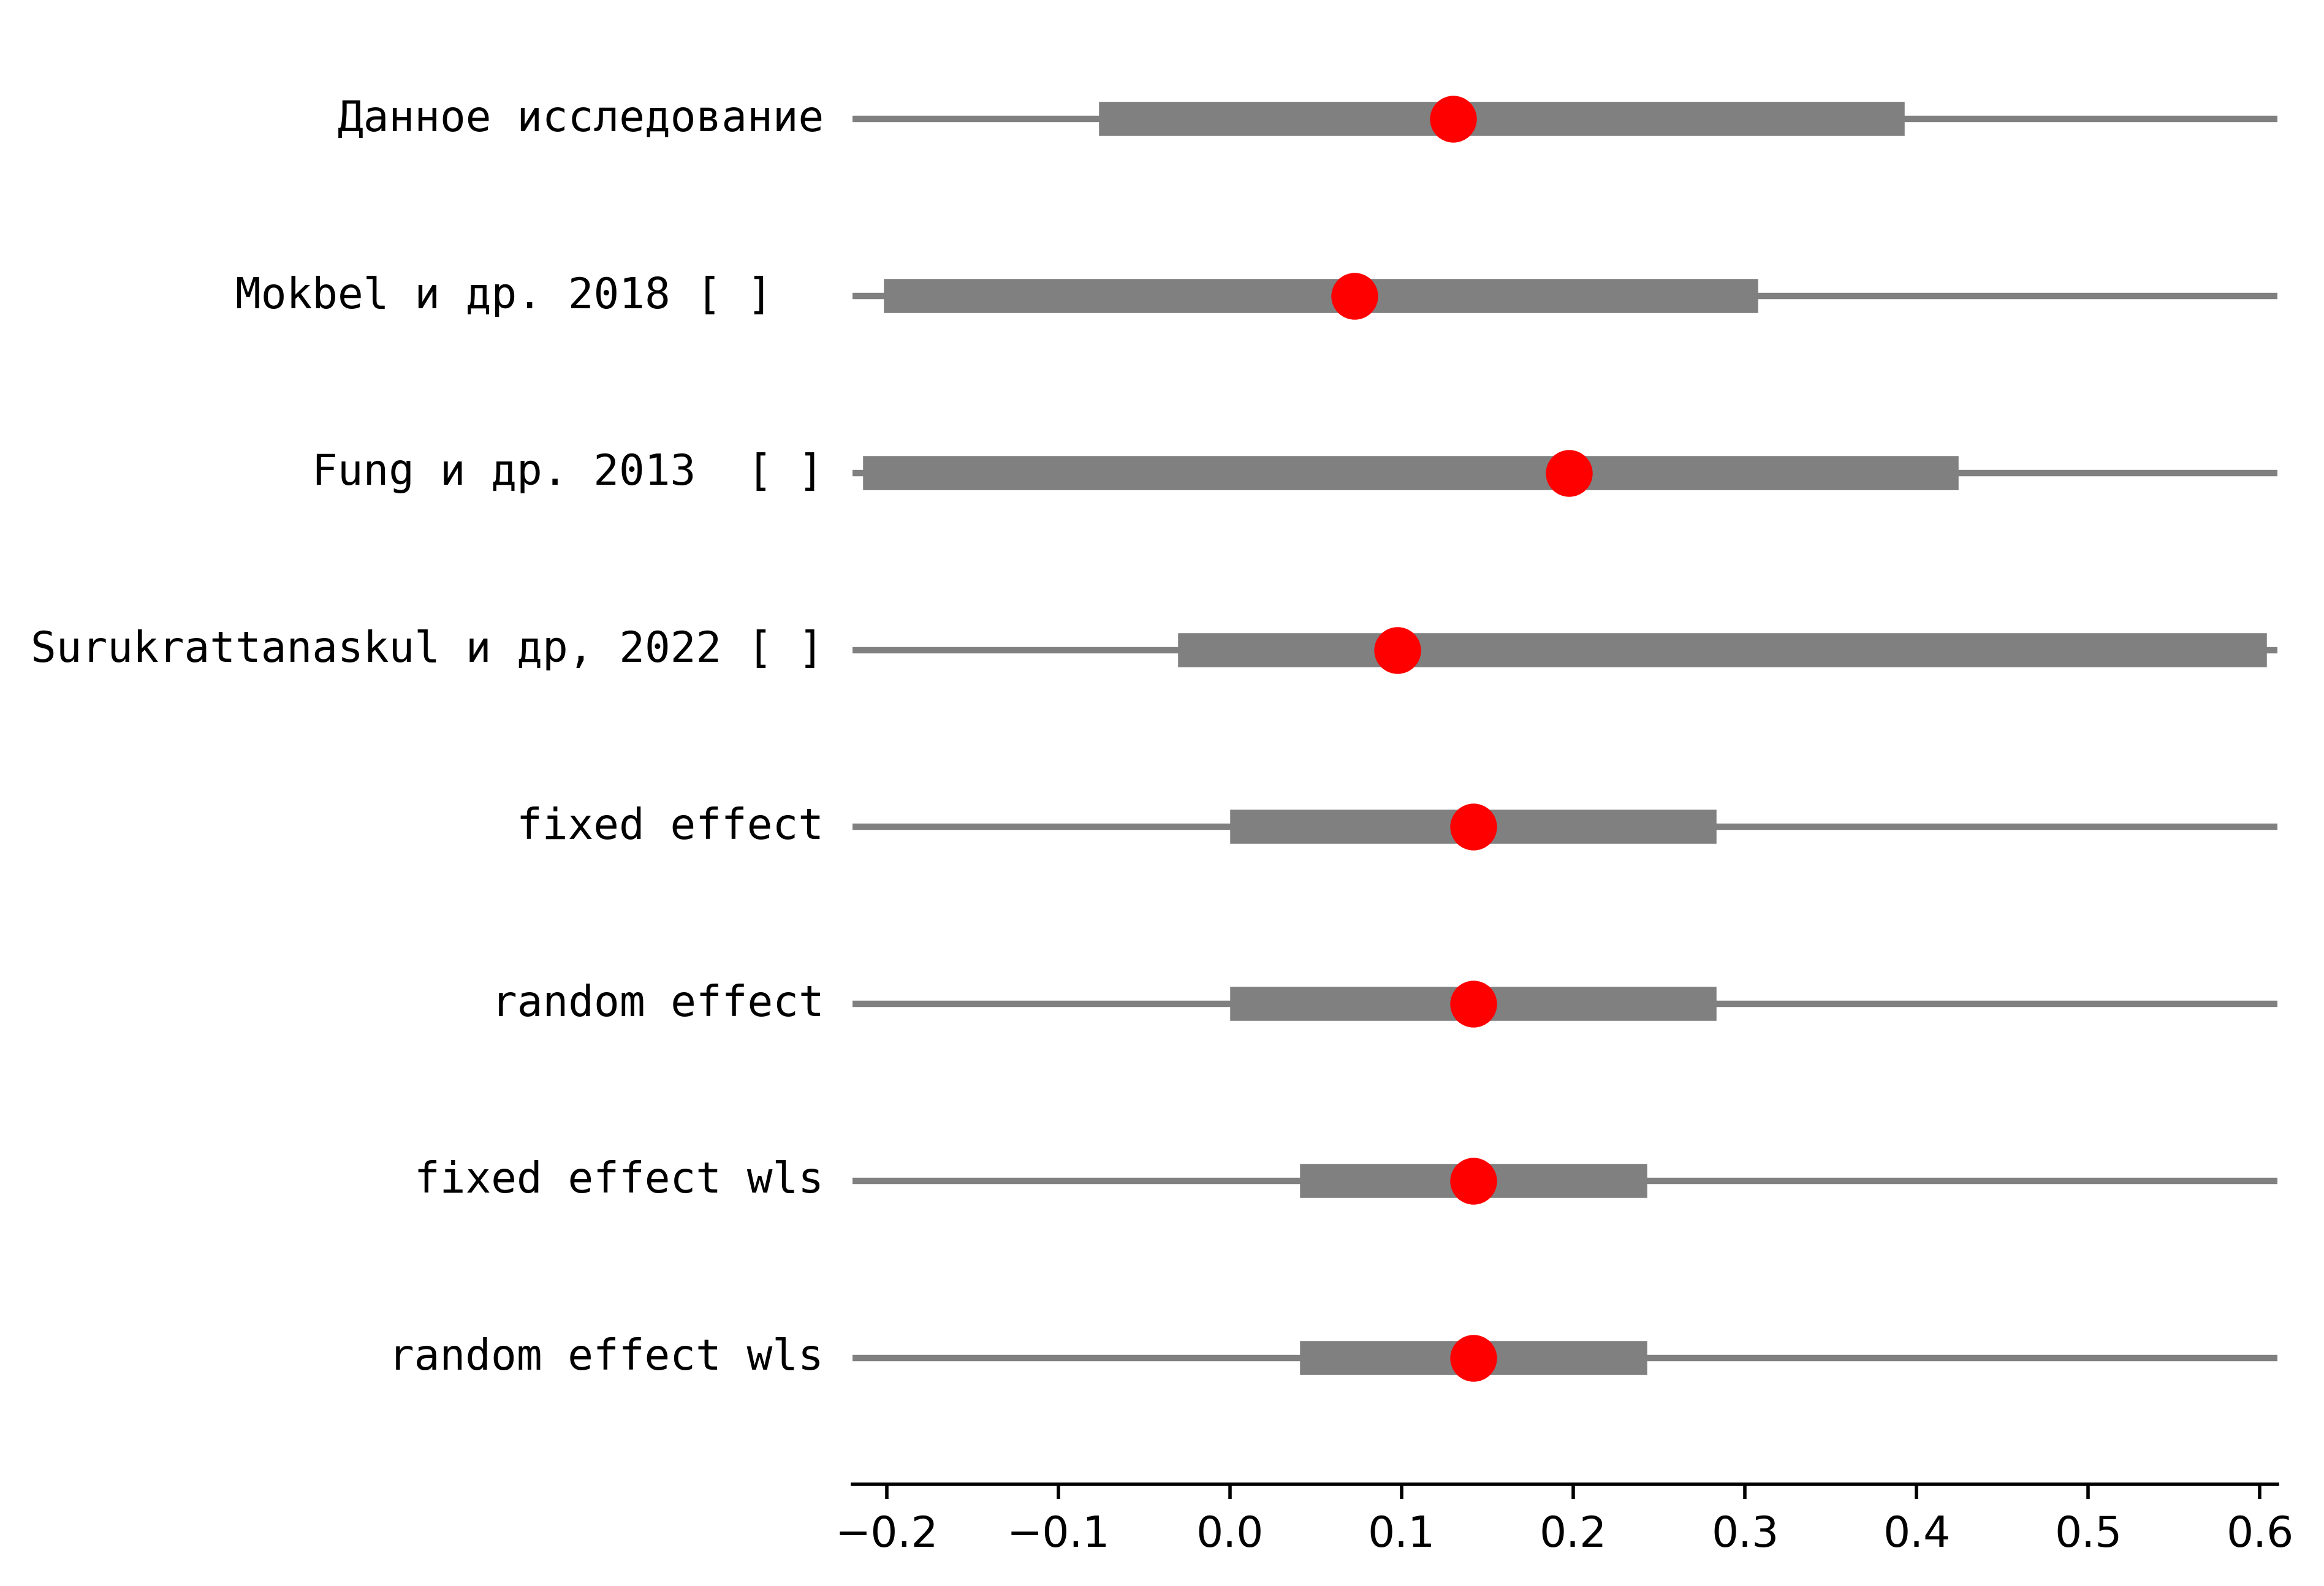 Данное исследование
Mokbel и др. 2018 [ ]
Fung и др. 2013  [ ]
Surukrattanaskul и др, 2022 [ ]
fixed effect
random effect
fixed effect wls
random effect wls
−0.2 −0.1 0.0 0.1 0.2 0.3 0.4 0.5 0.6